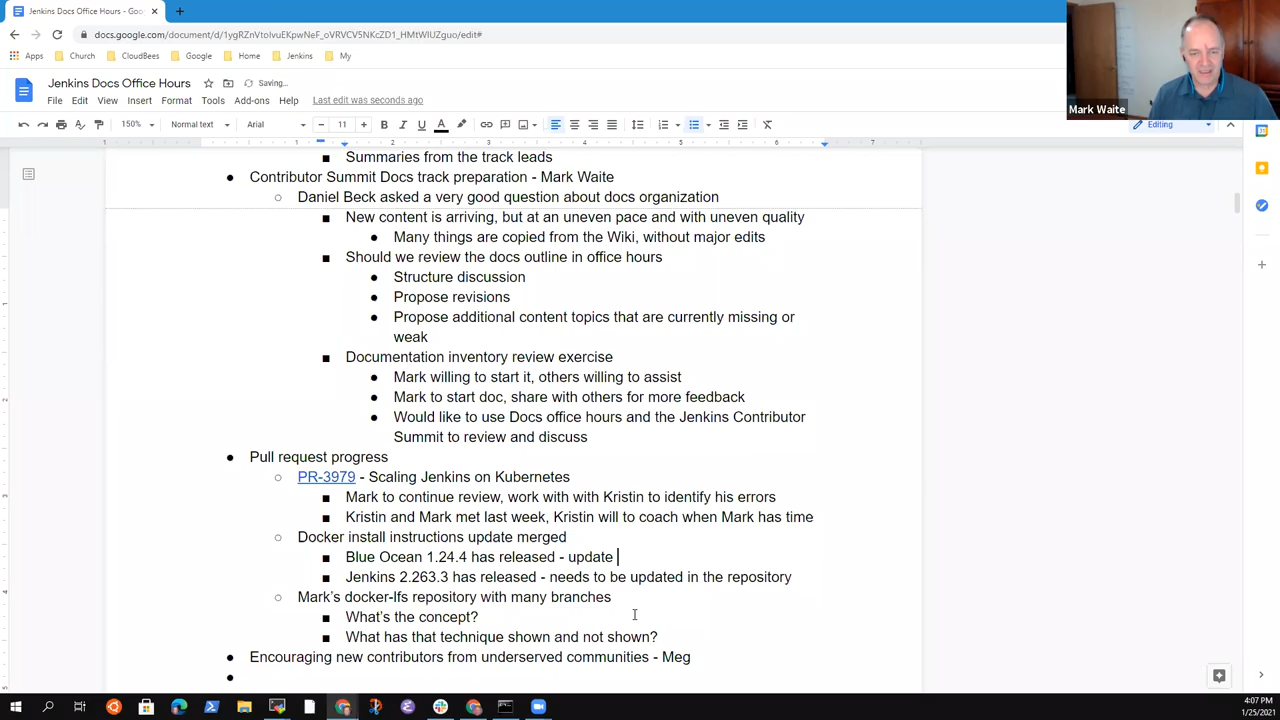 Jenkins Docs Office Hours - Goo
docs.google.com/document/d/1ygRZnVtoIvuEKpwNeF_oVRVCV5NKcZD1_HMtWIUZguo/edit#
Apps
Church
CloudBees
Google
Home
Jenkins
My
Jenkins Docs Office Hours
Saving...
File Edit View Insert Format Tools Add-ons Help Last edit was seconds ago
150% Normal text Arial 11 Editing
Mark Waite
1 1 2 3 4 5 6 7
■ Summaries from the track leads
● Contributor Summit Docs track preparation - Mark Waite
○ Daniel Beck asked a very good question about docs organization
■ New content is arriving, but at an uneven pace and with uneven quality
● Many things are copied from the Wiki, without major edits
■ Should we review the docs outline in office hours
● Structure discussion
● Propose revisions
● Propose additional content topics that are currently missing or
weak
■ Documentation inventory review exercise
● Mark willing to start it, others willing to assist
● Mark to start doc, share with others for more feedback
● Would like to use Docs office hours and the Jenkins Contributor
Summit to review and discuss
● Pull request progress
○ PR-3979 - Scaling Jenkins on Kubernetes
■ Mark to continue review, work with with Kristin to identify his errors
■ Kristin and Mark met last week, Kristin will to coach when Mark has time
○ Docker install instructions update merged
■ Blue Ocean 1.24.4 has released - update
■ Jenkins 2.263.3 has released - needs to be updated in the repository
○ Mark's docker-lfs repository with many branches
■ What's the concept?
■ What has that technique shown and not shown?
● Encouraging new contributors from underserved communities - Meg
●
4:07 PM
1/25/2021